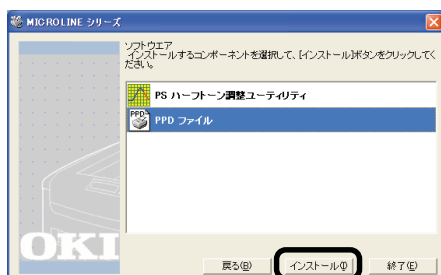 MICROLINE シリーズ
ソフトウエア
インストールするコンポーネントを選択して、[インストール]ボタンをクリックしてく
ださい。
PS ハーフトーン調整ユーティリティ
PPD
PPD ファイル
OKI
戻る(B)
インストール(I)
終了(E)